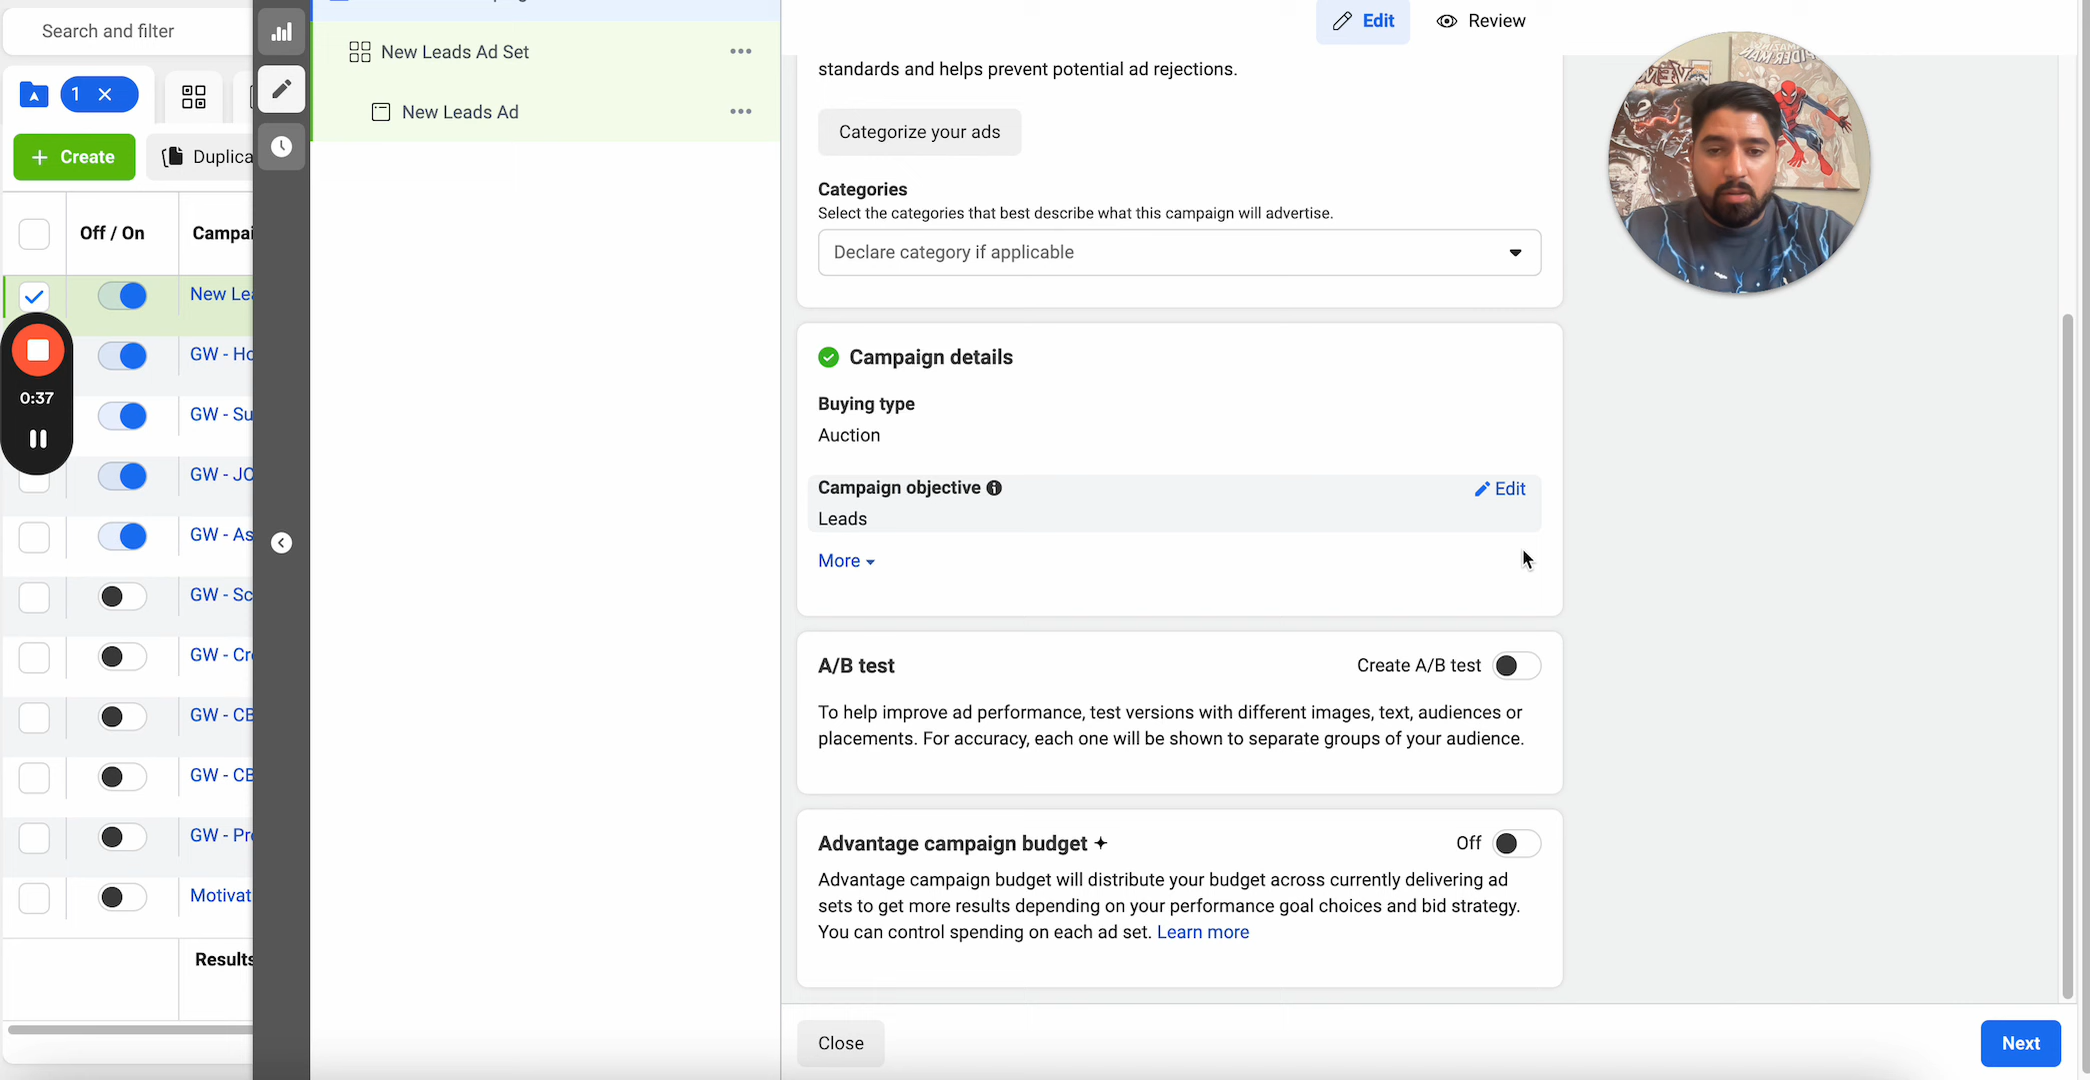 Search and filter
1
Create
Duplica
Off / On
Campai
New Lea
GW - Ho
GW - Su
GW - JC
GW - As
GW - Sc
GW - Cr
GW - CB
GW - CB
GW - Pr
Motivat
Results
0:37
New Leads Ad Set
New Leads Ad
Edit
Review
standards and helps prevent potential ad rejections.
Categorize your ads
Categories
Select the categories that best describe what this campaign will advertise.
Declare category if applicable
Campaign details
Buying type
Auction
Campaign objective
Edit
Leads
More
A/B test
Create A/B test
To help improve ad performance, test versions with different images, text, audiences or
placements. For accuracy, each one will be shown to separate groups of your audience.
Advantage campaign budget
Off
Advantage campaign budget will distribute your budget across currently delivering ad
sets to get more results depending on your performance goal choices and bid strategy.
You can control spending on each ad set. Learn more
Close
Next